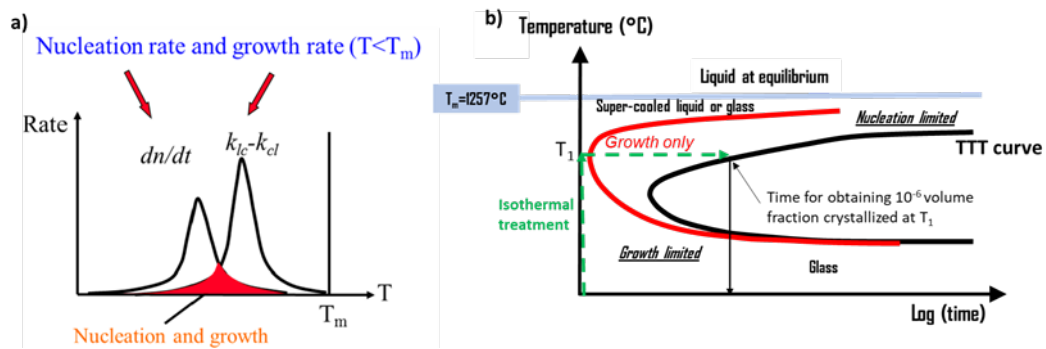 a)
Nucleation rate and growth rate (T<Tm)
Rate
dn/dt
klc-kcl
T
Tm
Nucleation and growth
b)
Temperature (°C)
Liquid at equilibrium
Tm=1257°C
Super-cooled liquid or glass
Nucleation limited
T1
Growth only
TTT curve
Isothermal
treatment
Time for obtaining 10-6 volume
fraction crystallized at T1
Growth limited
Glass
Log (time)